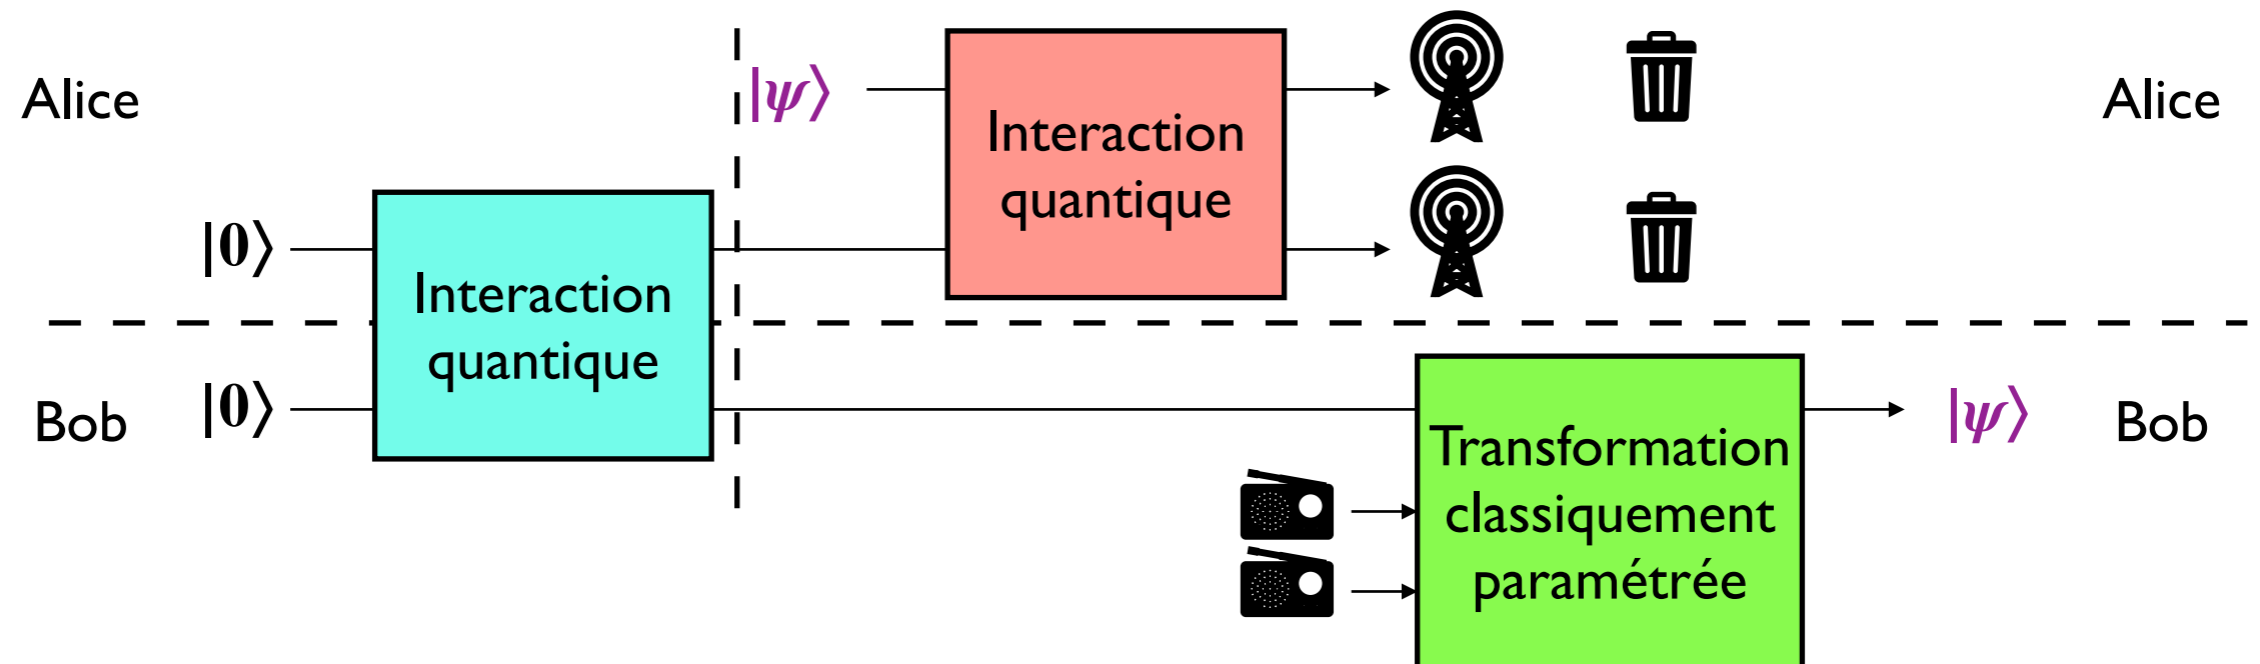 Alice
|ψ⟩
Interaction
quantique
Alice
|0⟩
Interaction
quantique
Bob
|0⟩
Transformation
classiquement
paramétrée
|ψ⟩
Bob